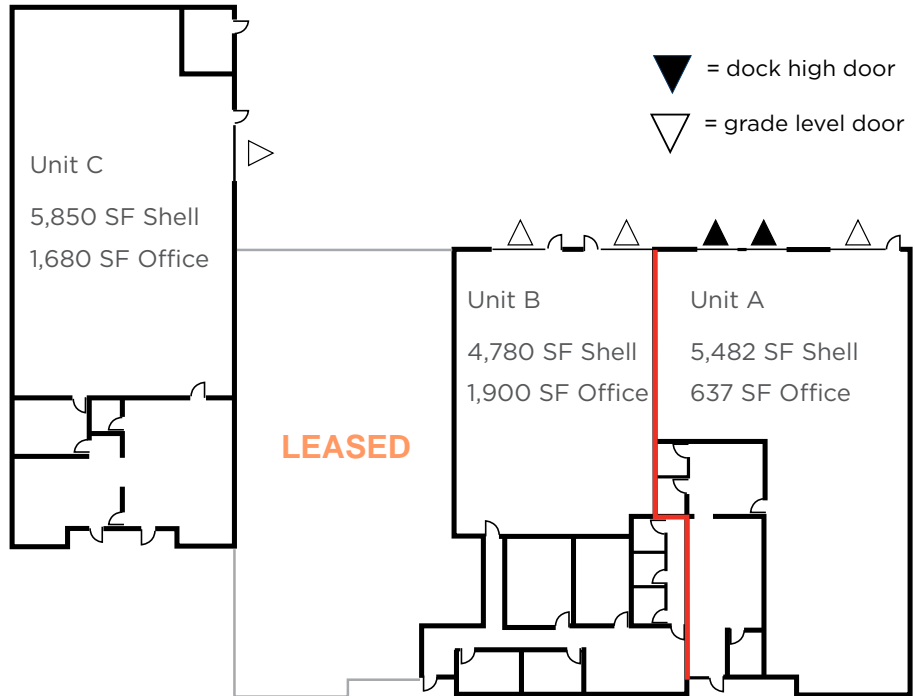 = dock high door
= grade level door
Unit C
5,850 SF Shell
1,680 SF Office
Unit B
4,780 SF Shell
1,900 SF Office
Unit A
5,482 SF Shell
637 SF Office
LEASED